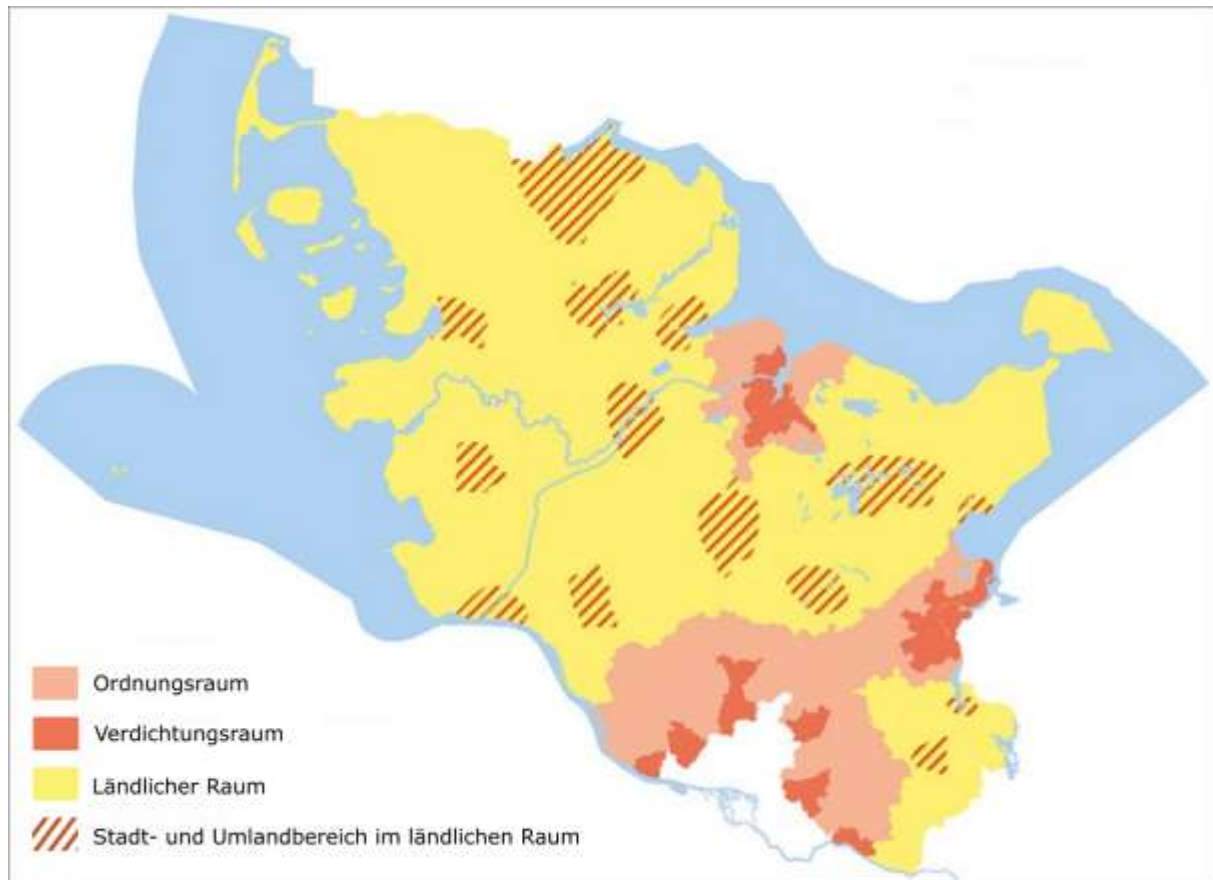 Ordnungsraum
Verdichtungsraum
Ländlicher Raum
Stadt- und Umlandbereich im ländlichen Raum